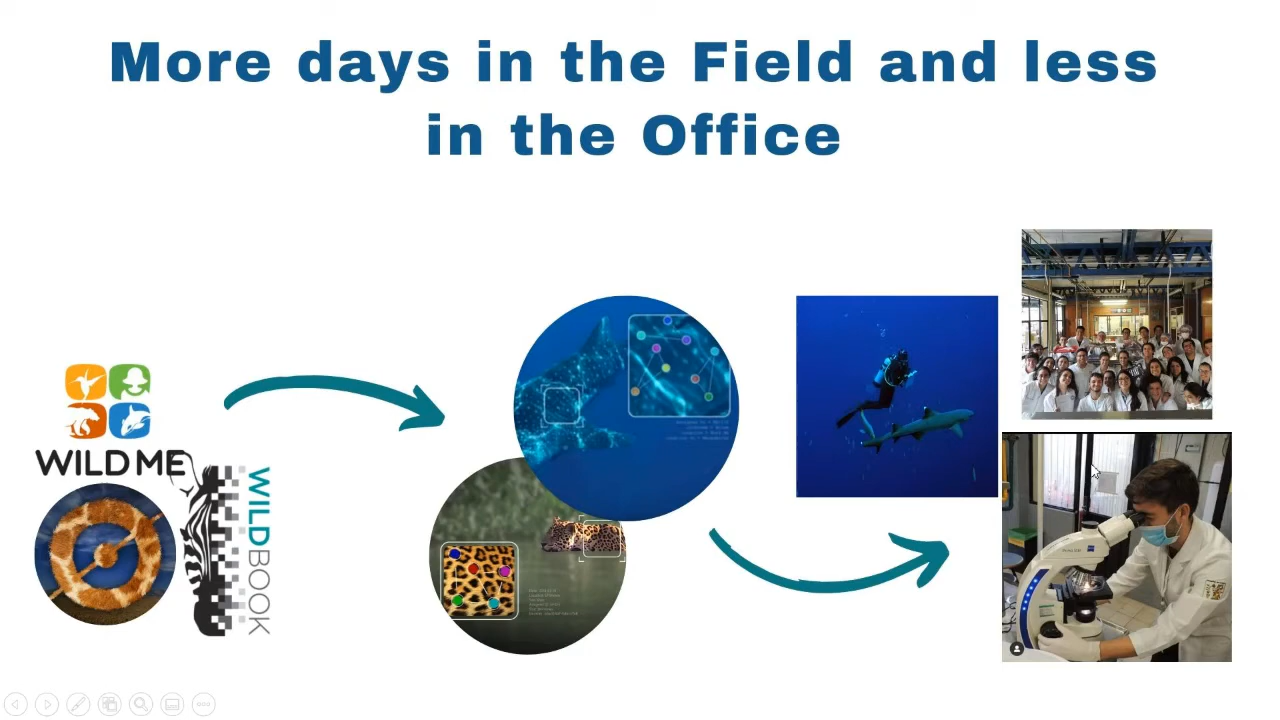 More days in the Field and less
in the Office
WILD ME
WILDBOOK